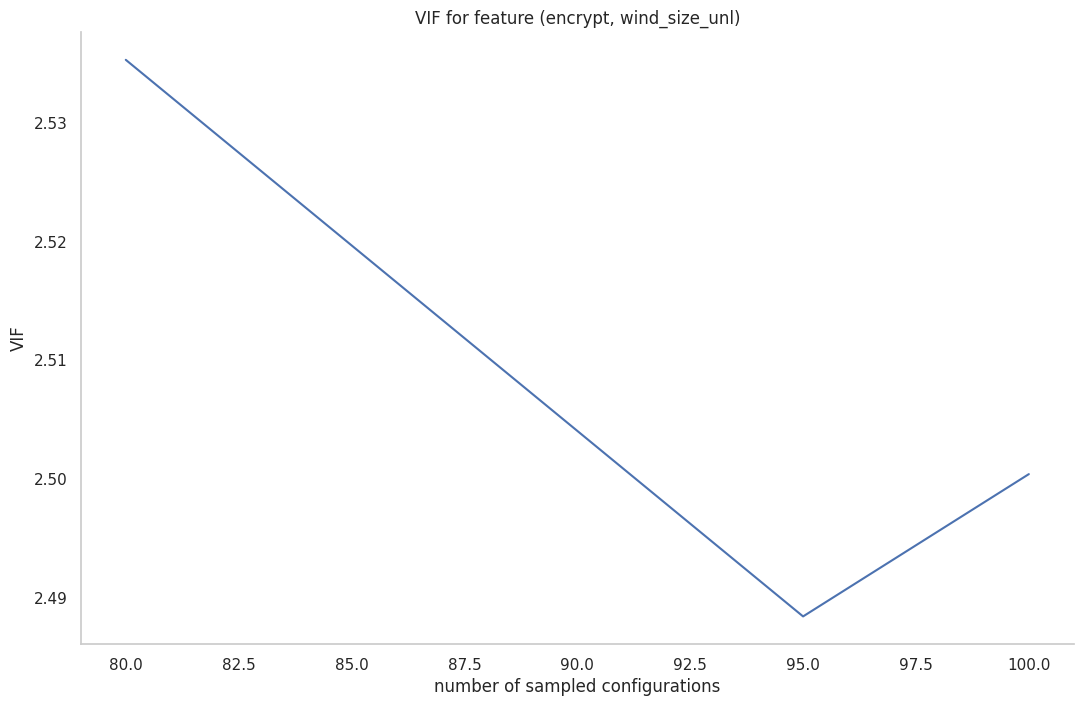 VIF for feature (encrypt, wind_size_unl)
2.53
2.52
2.51
2.50
2.49
VIF
80.0 82.5 85.0 87.5 90.0 92.5 95.0 97.5 100.0
number of sampled configurations